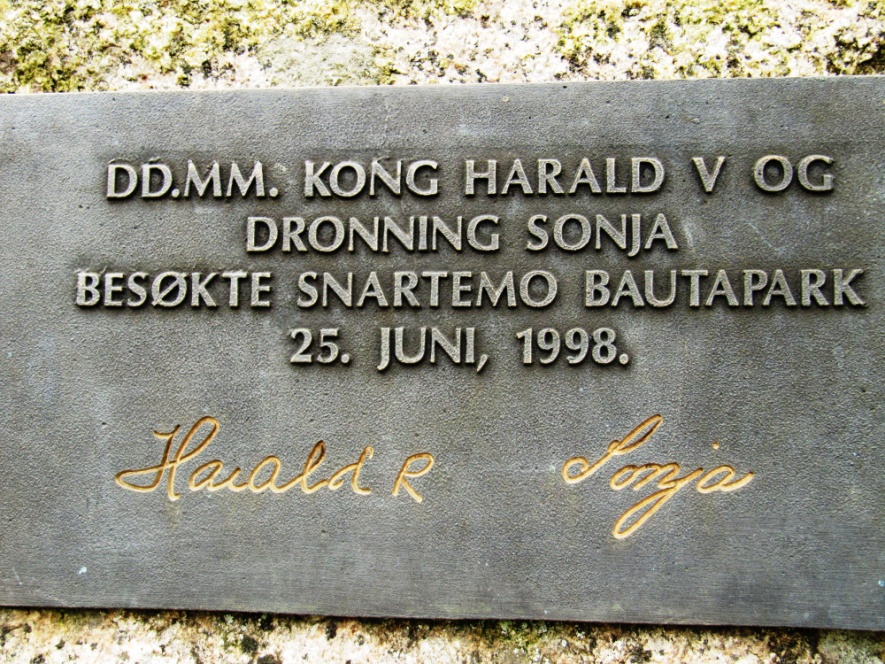 DD.MM. KONG HARALD V OG
DRONNING SONJA
BESØKTE SNARTEMO BAUTAPARK
25. JUNI, 1998.
Harald R Sonja